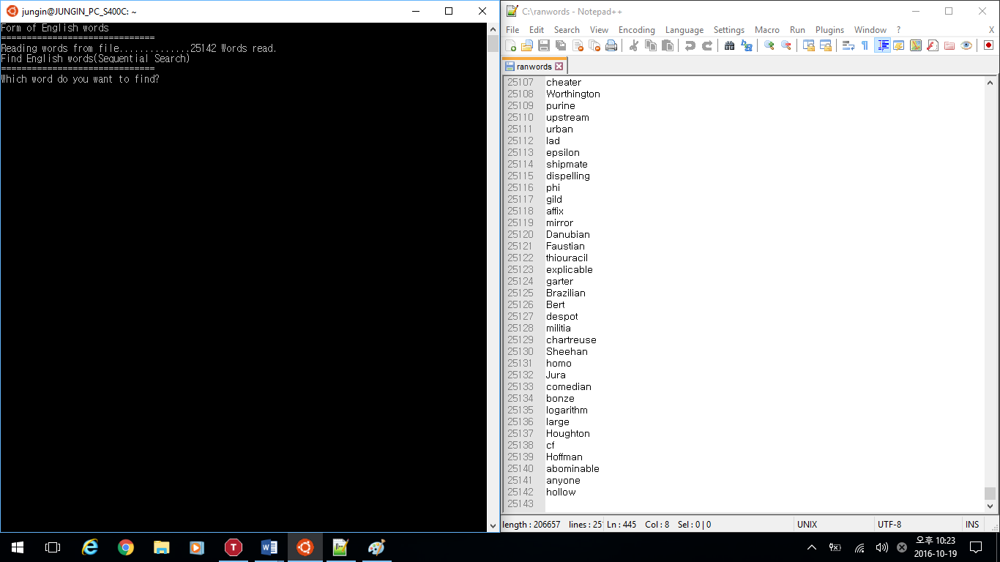 jungin@JUNGIN_PC_S400C: ~
Form of English words
==============================
Reading words from file..............25142 Words read.
Find English words(Sequential Search)
==============================
Which word do you want to find?
C:\ranwords - Notepad++
File Edit Search View Encoding Language Settings Macro Run Plugins Window ? X
ranwords
25107 cheater
25108 Worthington
25109 purine
25110 upstream
25111 urban
25112 lad
25113 epsilon
25114 shipmate
25115 dispelling
25116 phi
25117 gild
25118 affix
25119 mirror
25120 Danubian
25121 Faustian
25122 thiouracil
25123 explicable
25124 garter
25125 Brazilian
25126 Bert
25127 despot
25128 militia
25129 chartreuse
25130 Sheehan
25131 homo
25132 Jura
25133 comedian
25134 bonze
25135 logarithm
25136 large
25137 Houghton
25138 cf
25139 Hoffman
25140 abominable
25141 anyone
25142 hollow
25143
length : 206657 lines : 251 Ln : 445 Col : 8 Sel : 0 | 0 UNIX UTF-8 INS
오후 10:23
2016-10-19